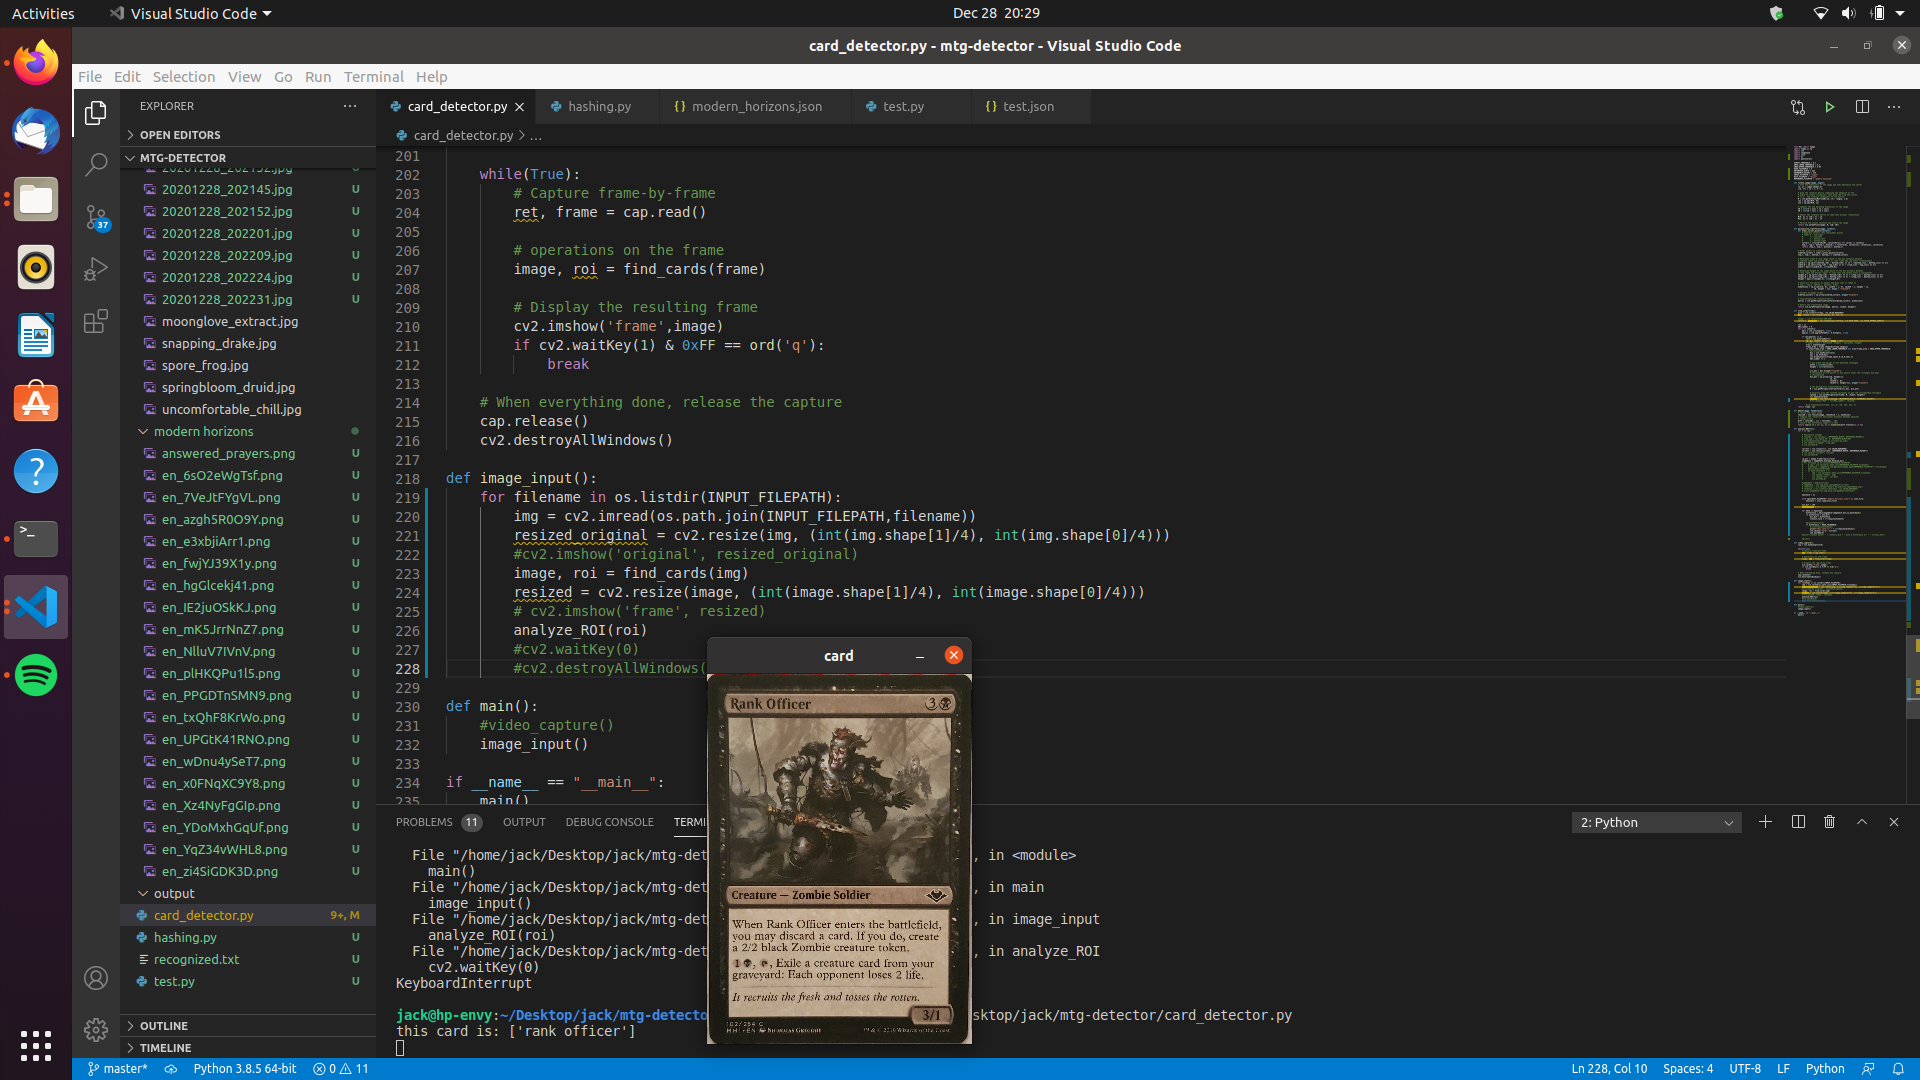 Activities
Visual Studio Code
Dec 28 20:29
card_detector.py - mtg-detector - Visual Studio Code
File Edit Selection View Go Run Terminal Help
EXPLORER
OPEN EDITORS
MTG-DETECTOR
20201228_202132.jpg U
20201228_202145.jpg U
20201228_202152.jpg U
20201228_202201.jpg U
20201228_202209.jpg U
20201228_202224.jpg U
20201228_202231.jpg U
moonglove_extract.jpg
snapping_drake.jpg
spore_frog.jpg
springbloom_druid.jpg
uncomfortable_chill.jpg
modern horizons
answered_prayers.png U
en_6sO2eWgTsf.png U
en_7VeJtFYgVL.png U
en_azgh5R0O9Y.png U
en_e3xbjiArr1.png U
en_fwjYJ39X1y.png U
en_hgGlcekj41.png U
en_IE2juOSkKJ.png U
en_mK5JrrNnZ7.png U
en_NlluV7IVnV.png U
en_plHKQPu1l5.png U
en_PPGDTnSMN9.png U
en_txQhF8KrWo.png U
en_UPGtK41RNO.png U
en_wDnu4ySeT7.png U
en_x0FNqXC9Y8.png U
en_Xz4NyFgGIp.png U
en_YDoMxhGqUf.png U
en_YqZ34vWHL8.png U
en_zi4SiGDK3D.png U
output
card_detector.py 9+, M
hashing.py U
recognized.txt U
test.py U
OUTLINE
TIMELINE
37
card_detector.py
hashing.py
{} modern_horizons.json
test.py
{} test.json
card_detector.py > ...
201
202 while(True):
203 # Capture frame-by-frame
204 ret, frame = cap.read()
205
206 # operations on the frame
207 image, roi = find_cards(frame)
208
209 # Display the resulting frame
210 cv2.imshow('frame',image)
211 if cv2.waitKey(1) & 0xFF == ord('q'):
212 break
213
214 # When everything done, release the capture
215 cap.release()
216 cv2.destroyAllWindows()
217
218 def image_input():
219 for filename in os.listdir(INPUT_FILEPATH):
220 img = cv2.imread(os.path.join(INPUT_FILEPATH,filename))
221 resized_original = cv2.resize(img, (int(img.shape[1]/4), int(img.shape[0]/4)))
222 #cv2.imshow('original', resized_original)
223 image, roi = find_cards(img)
224 resized = cv2.resize(image, (int(image.shape[1]/4), int(image.shape[0]/4)))
225 # cv2.imshow('frame', resized)
226 analyze_ROI(roi)
227 #cv2.waitKey(0)
228 #cv2.destroyAllWindows(
229
230 def main():
231 #video_capture()
232 image_input()
233
234 if __name__ == "__main__":
235 main()
PROBLEMS 11 OUTPUT DEBUG CONSOLE TERMI
2: Python
File "/home/jack/Desktop/jack/mtg-det , in <module>
main()
File "/home/jack/Desktop/jack/mtg-det , in main
image_input()
File "/home/jack/Desktop/jack/mtg-det , in image_input
analyze_ROI(roi)
File "/home/jack/Desktop/jack/mtg-det , in analyze_ROI
cv2.waitKey(0)
KeyboardInterrupt
jack@hp-envy:~/Desktop/jack/mtg-detecto sktop/jack/mtg-detector/card_detector.py
this card is: ['rank officer']
card
Rank Officer 3
Creature — Zombie Soldier
When Rank Officer enters the battlefield,
you may discard a card. If you do, create
a 2/2 black Zombie creature token.
1 , , Exile a creature card from your
graveyard: Each opponent loses 2 life.
It recruits the fresh and tosses the rotten.
3/1
master*
Python 3.8.5 64-bit
0 11
Ln 228, Col 10
Spaces: 4
UTF-8
LF
Python